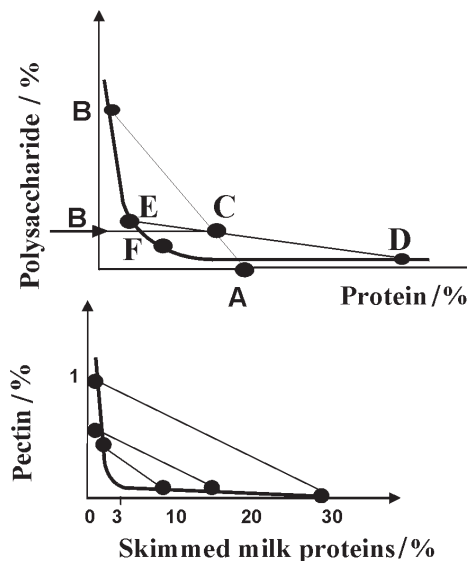 Polysaccharide /%
B
B
E
C
F
D
A
Protein /%
Pectin /%
1
0 3 10 20 30
Skimmed milk proteins/%